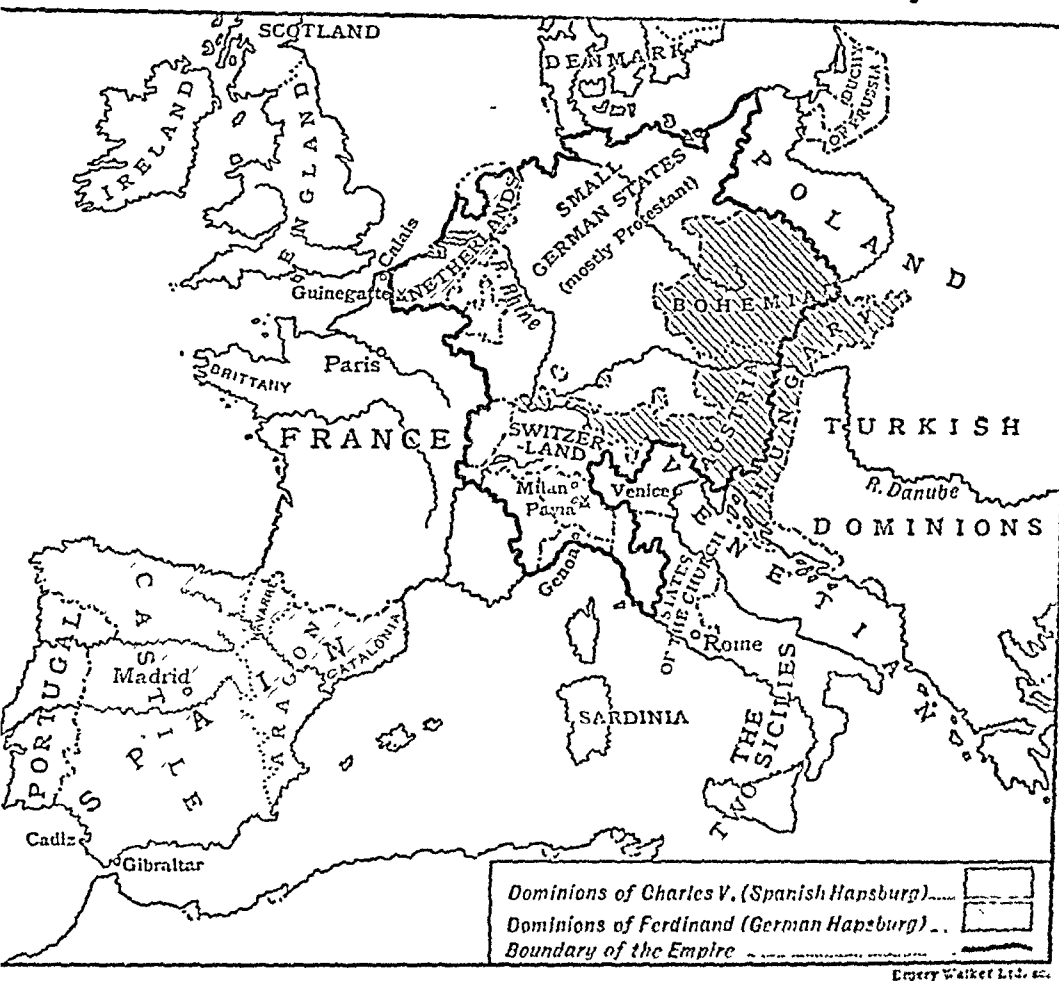 SCOTLAND
DENMARK
DUCHY
OF PRUSSIA
IRELAND
ENGLAND
POLAND
SMALL
GERMAN STATES
(mostly Protestant)
NETHERLANDS
Calais
Guinegatte
R. Rhine
BOHEMIA
HUNGARY
Paris
BRITTANY
AUSTRIA
FRANCE
SWITZER
-LAND
TURKISH
DOMINIONS
R. Danube
Milan
Pavia
Venice
VENETIAN
Genoa
STATES
OF THE CHURCH
Rome
NAVARRE
CASTILE
ARAGON
CATALONIA
Madrid
PORTUGAL
SPAIN
SARDINIA
THE
TWO SICILIES
Cadiz
Gibraltar
Dominions of Charles V. (Spanish Hapsburg)
Dominions of Ferdinand (German Hapsburg)
Boundary of the Empire
Emery Walker Ltd. sc.